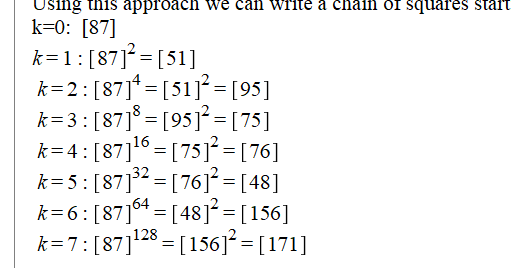 Using this approach we can write a chain of squares start
k=0: [87]
k=1: [87]² = [51]
k=2: [87]⁴ = [51]² = [95]
k=3: [87]⁸ = [95]² = [75]
k=4: [87]¹⁶ = [75]² = [76]
k=5: [87]³² = [76]² = [48]
k=6: [87]⁶⁴ = [48]² = [156]
k=7: [87]¹²⁸ = [156]² = [171]